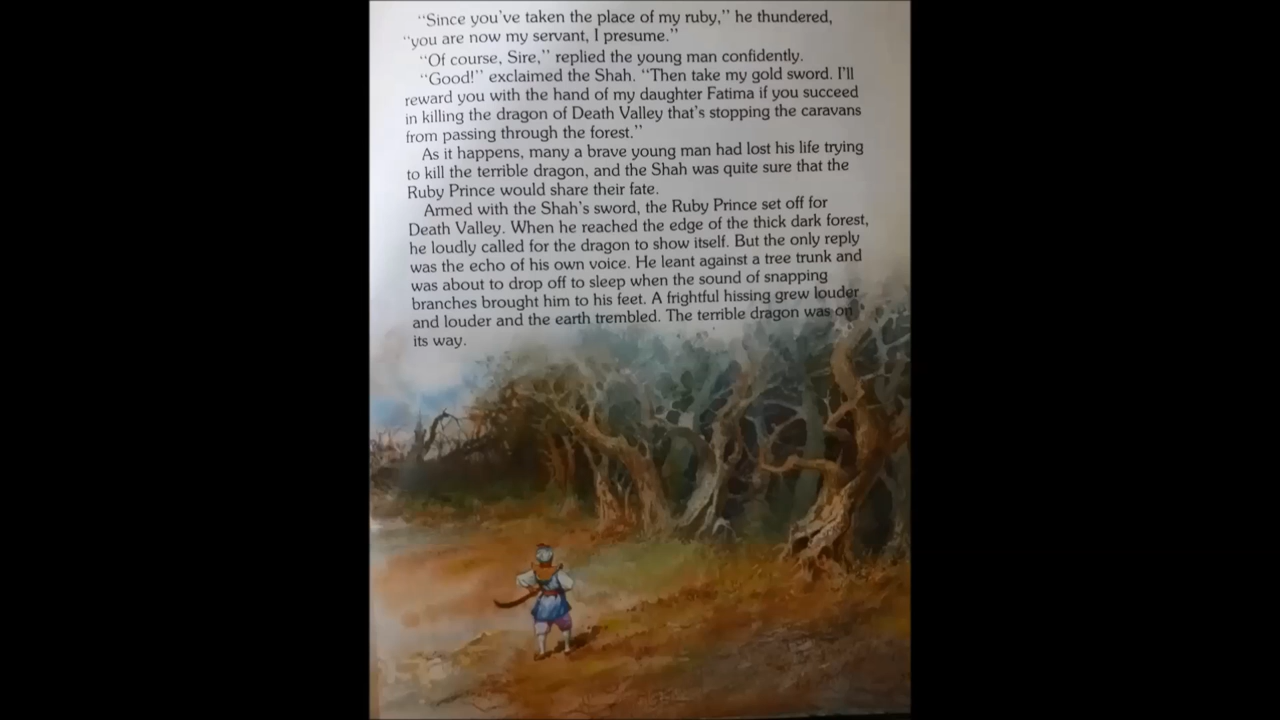 “Since you’ve taken the place of my ruby,” he thundered,
“you are now my servant, I presume.”
“Of course, Sire,” replied the young man confidently.
“Good!” exclaimed the Shah. “Then take my gold sword. I’ll
reward you with the hand of my daughter Fatima if you succeed
in killing the dragon of Death Valley that’s stopping the caravans
from passing through the forest.”
As it happens, many a brave young man had lost his life trying
to kill the terrible dragon, and the Shah was quite sure that the
Ruby Prince would share their fate.
Armed with the Shah’s sword, the Ruby Prince set off for
Death Valley. When he reached the edge of the thick dark forest,
he loudly called for the dragon to show itself. But the only reply
was the echo of his own voice. He leant against a tree trunk and
was about to drop off to sleep when the sound of snapping
branches brought him to his feet. A frightful hissing grew louder
and louder and the earth trembled. The terrible dragon was on
its way.